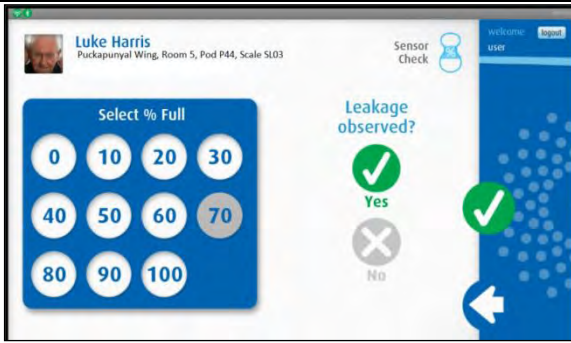 Luke Harris
Puckapunyal Wing, Room 5, Pod P44, Scale SL03
Sensor
Check
welcome
logout
user
Select % Full
0 10 20 30
40 50 60 70
80 90 100
Leakage
observed?
Yes
No